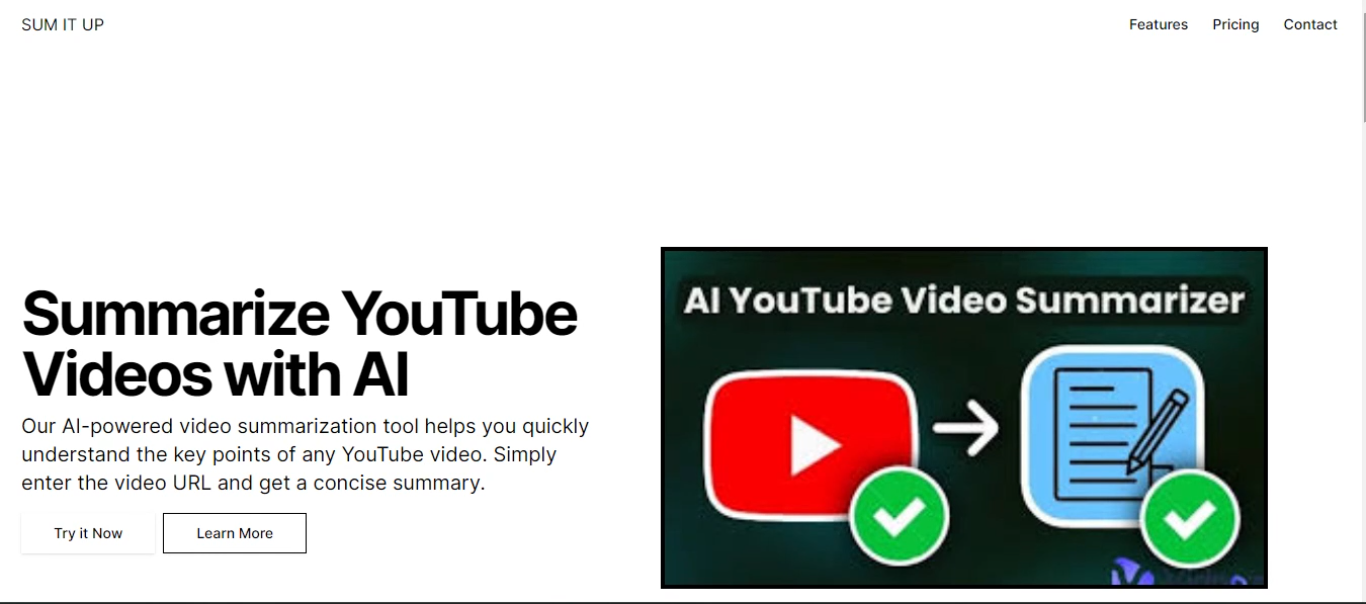 SUM IT UP
Features Pricing Contact
Summarize YouTube
Videos with AI
Our AI-powered video summarization tool helps you quickly
understand the key points of any YouTube video. Simply
enter the video URL and get a concise summary.
Try it Now
Learn More
AI YouTube Video Summarizer